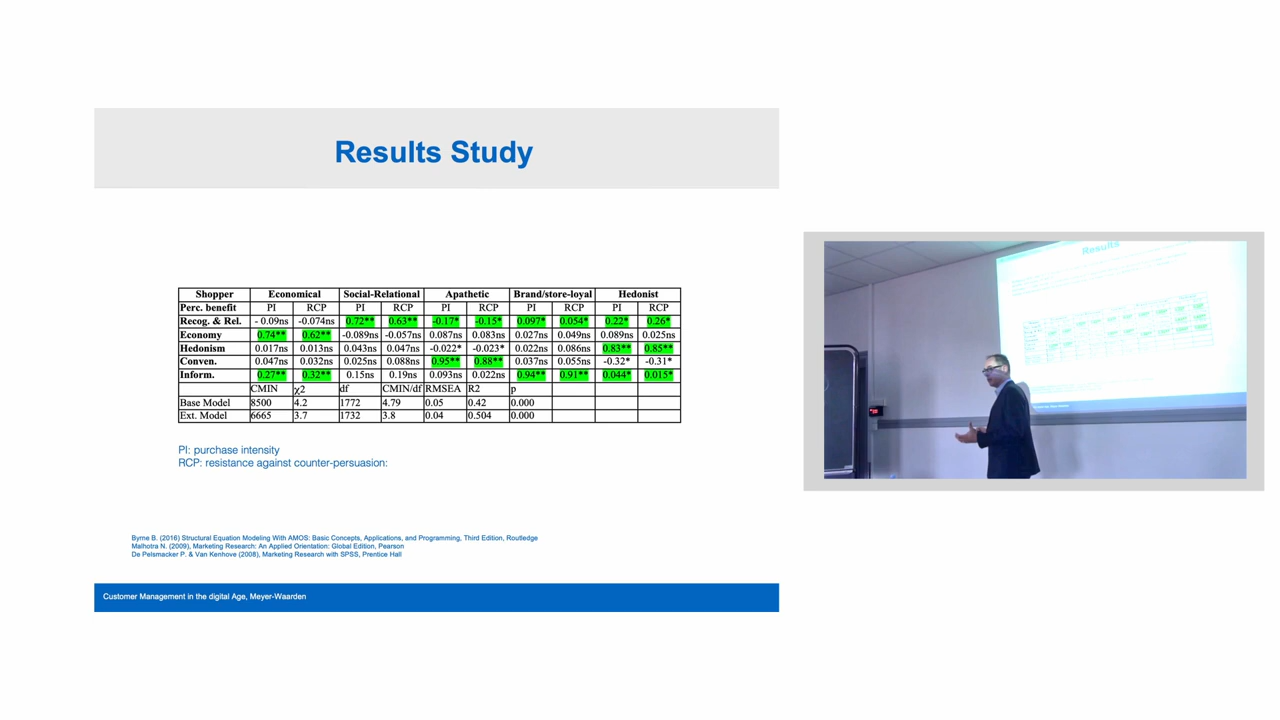 Results Study
Shopper Economical Social-Relational Apathetic Brand/store-loyal Hedonist
Perc. benefit PI RCP PI RCP PI RCP PI RCP PI RCP
Recog. & Rel. - 0.09ns -0.074ns 0.72** 0.63** -0.17* -0.15* 0.097* 0.054* 0.22* 0.26*
Economy 0.74** 0.62** -0.089ns -0.057ns 0.087ns 0.083ns 0.027ns 0.049ns 0.089ns 0.025ns
Hedonism 0.017ns 0.013ns 0.043ns 0.047ns -0.022* -0.023* 0.022ns 0.086ns 0.83** 0.85**
Conven. 0.047ns 0.032ns 0.025ns 0.088ns 0.95** 0.88** 0.037ns 0.055ns -0.32* -0.31*
Inform. 0.27** 0.32** 0.15ns 0.19ns 0.093ns 0.022ns 0.94** 0.91** 0.044* 0.015*
CMIN χ2 df CMIN/df RMSEA R2 p
Base Model 8500 4.2 1772 4.79 0.05 0.42 0.000
Ext. Model 6665 3.7 1732 3.8 0.04 0.504 0.000
PI: purchase intensity
RCP: resistance against counter-persuasion:
Byrne B. (2016) Structural Equation Modeling With AMOS: Basic Concepts, Applications, and Programming, Third Edition, Routledge
Malhotra N. (2009), Marketing Research: An Applied Orientation: Global Edition, Pearson
De Pelsmacker P. & Van Kenhove (2008), Marketing Research with SPSS, Prentice Hall
Customer Management in the digital Age, Meyer-Waarden
Results